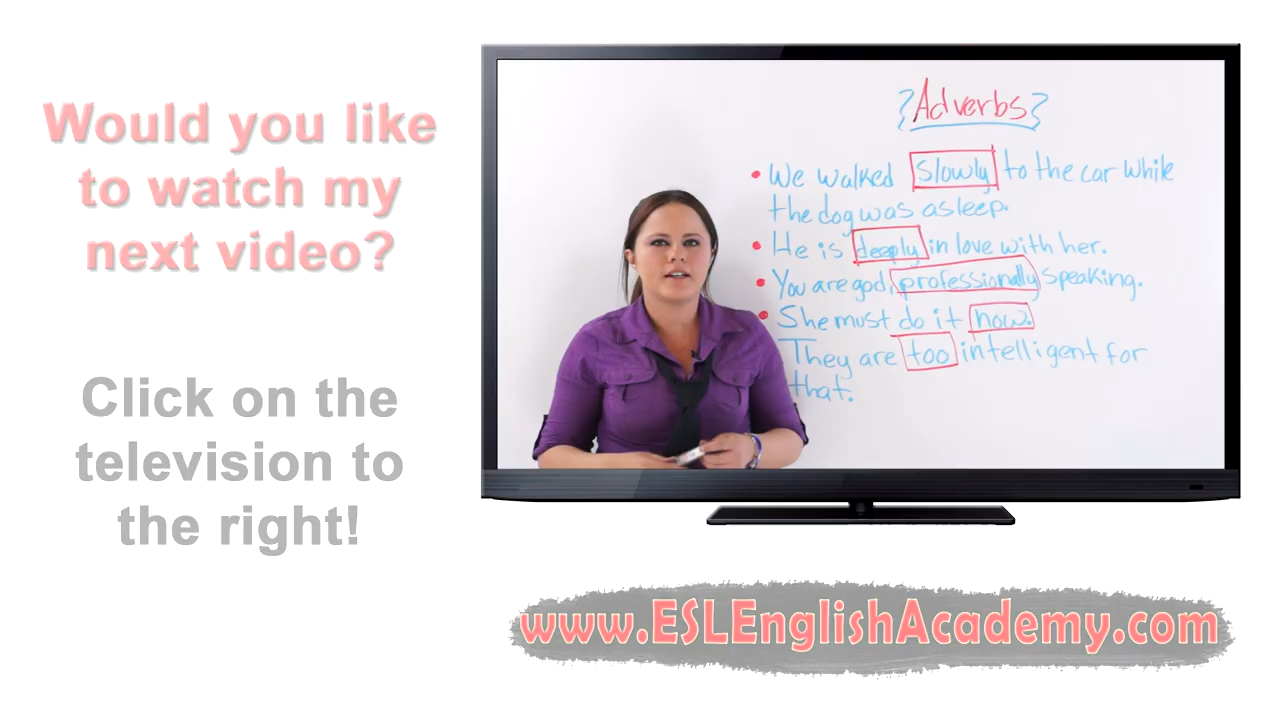 Would you like
to watch my
next video?
Click on the
television to
the right!
Adverbs
• We walked slowly to the car while
the dog was asleep.
• He is deeply in love with her.
• You are god, professionally speaking.
• She must do it now.
They are too intelligent for
that.
www.ESLEnglishAcademy.com